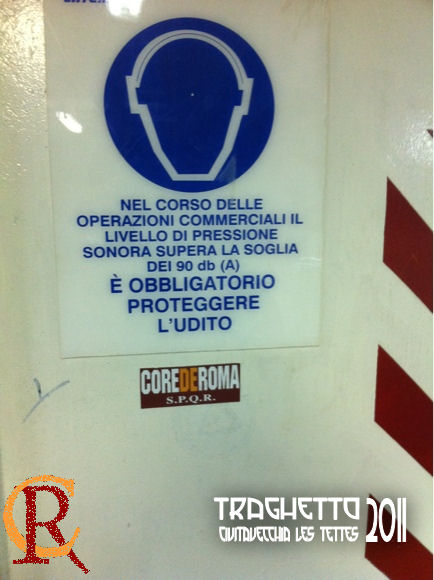 NEL CORSO DELLE
OPERAZIONI COMMERCIALI IL
LIVELLO DI PRESSIONE
SONORA SUPERA LA SOGLIA
DEI 90 db (A)
È OBBLIGATORIO
PROTEGGERE
L'UDITO
COREDEROMA
S.P.Q.R.
CR
TRAGHETTO
CIVITAVECCHIA LES TETTES
2011